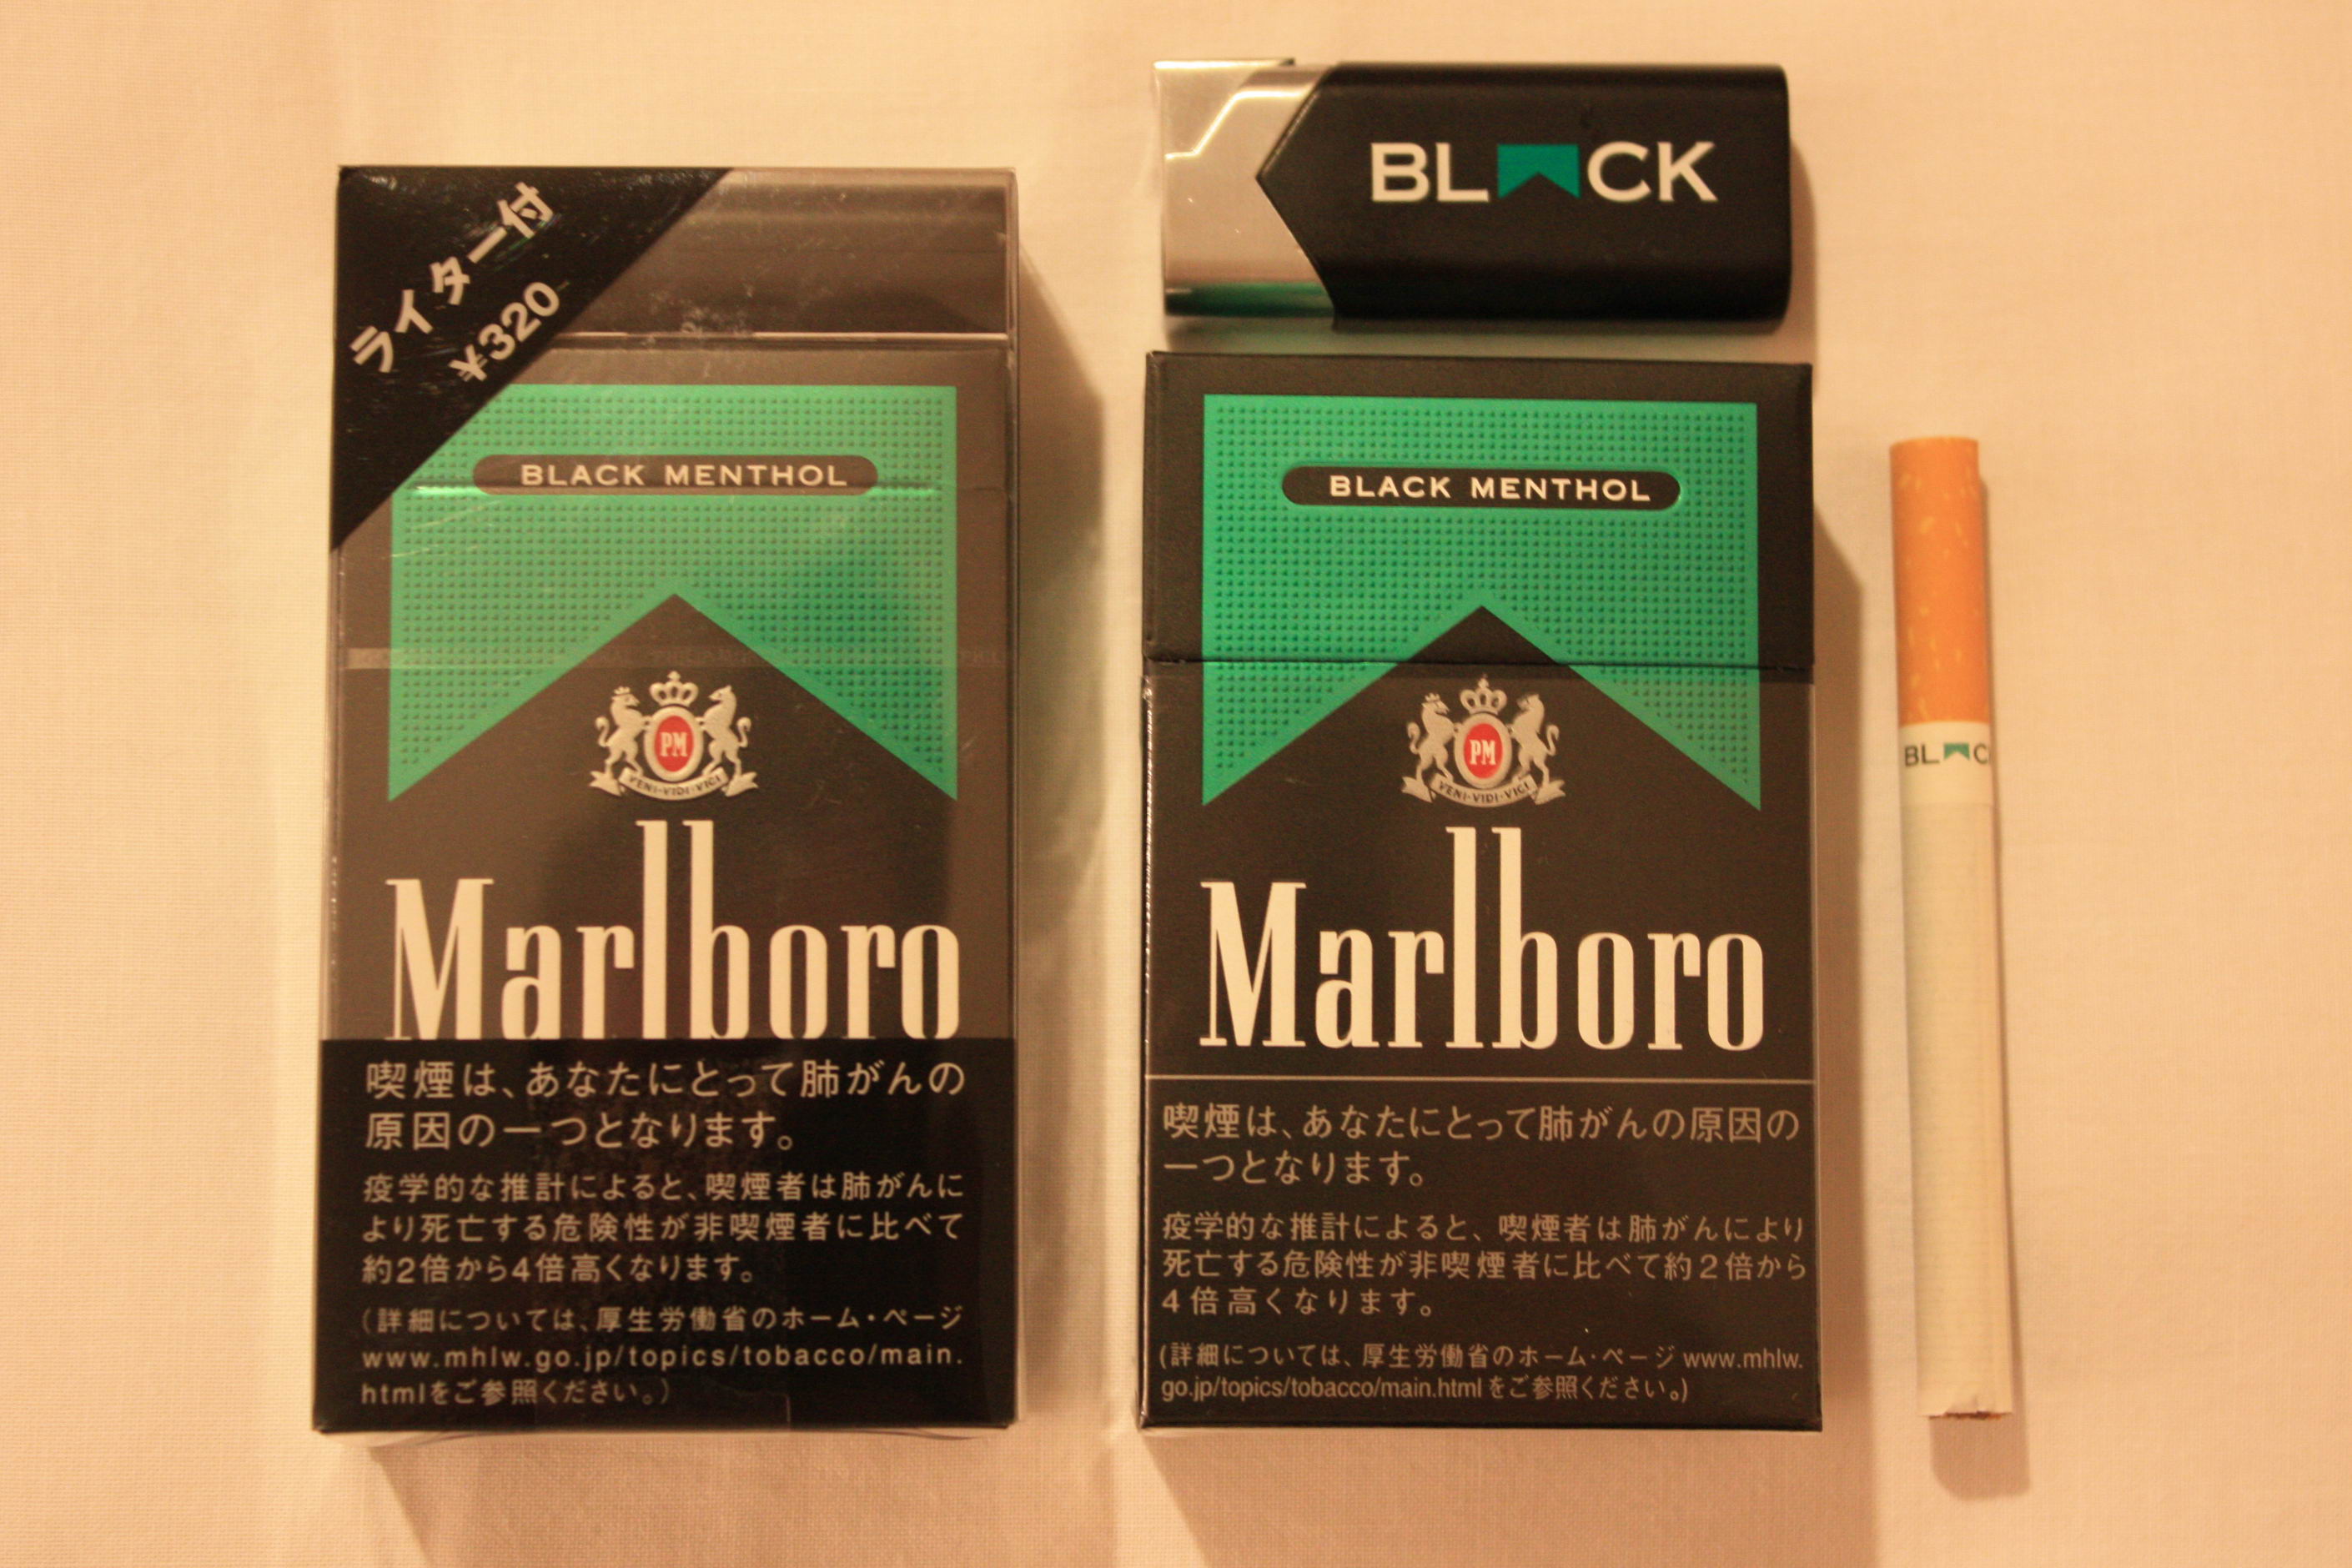 ライター付
¥320
BLACK MENTHOL
PM
VENI·VIDI·VICI
Marlboro
喫煙は、あなたにとって肺がんの
原因の一つとなります。
疫学的な推計によると、喫煙者は肺がんに
より死亡する危険性が非喫煙者に比べて
約2倍から4倍高くなります。
(詳細については、厚生労働省のホーム・ページ
www.mhlw.go.jp/topics/tobacco/main.
htmlをご参照ください。)
BL CK
BLACK MENTHOL
PM
VENI·VIDI·VICI
Marlboro
喫煙は、あなたにとって肺がんの原因の
一つとなります。
疫学的な推計によると、喫煙者は肺がんにより
死亡する危険性が非喫煙者に比べて約2倍から
4倍高くなります。
(詳細については、厚生労働省のホーム・ページ www.mhlw.
go.jp/topics/tobacco/main.html をご参照ください。)
BL C